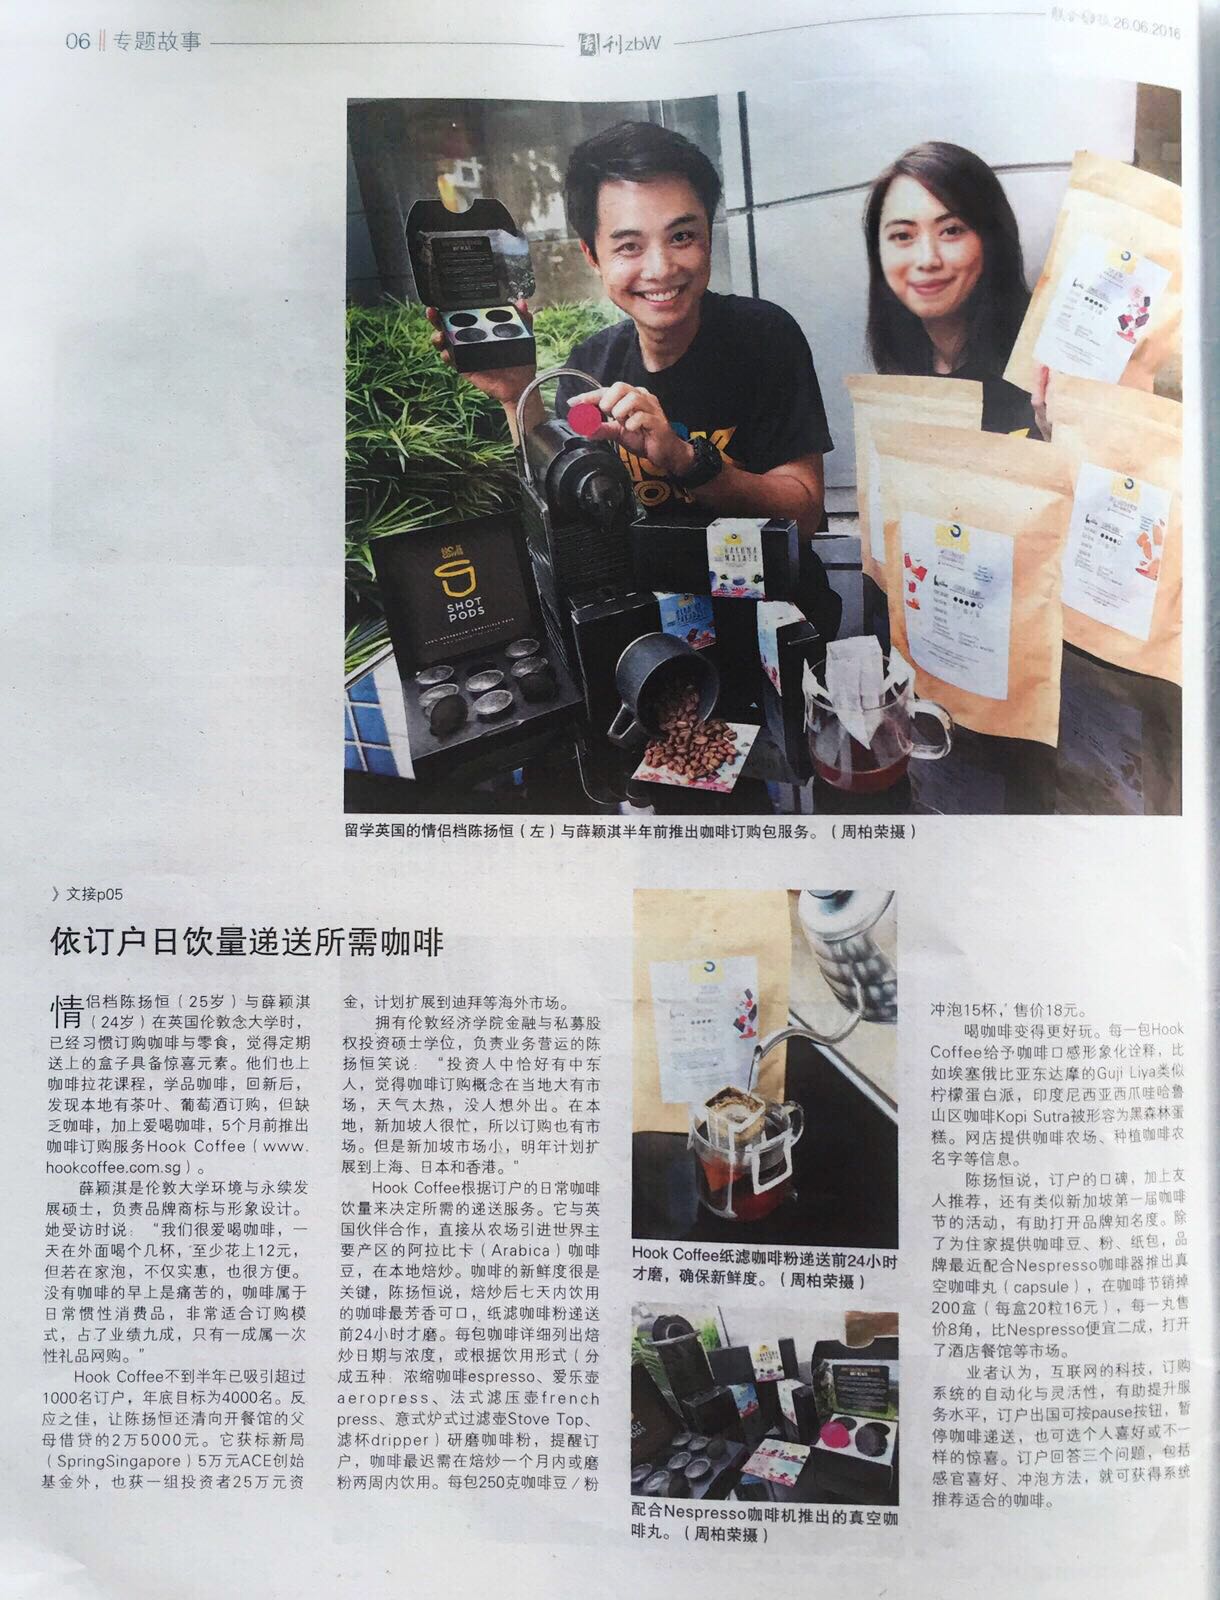 06 专题故事
zbW
联合早报 26.06.2016
SHOT
PODS
留学英国的情侣档陈扬恒（左）与薛颖淇半年前推出咖啡订购包服务。（周柏荣摄）
》文接p05
依订户日饮量递送所需咖啡
情侣档陈扬恒（25岁）与薛颖淇
（24岁）在英国伦敦念大学时，
已经习惯订购咖啡与零食，觉得定期
送上的盒子具备惊喜元素。他们也上
咖啡拉花课程，学品咖啡，回新后，
发现本地有茶叶、葡萄酒订购，但缺
乏咖啡，加上爱喝咖啡，5个月前推出
咖啡订购服务Hook Coffee（www.
hookcoffee.com.sg）。
薛颖淇是伦敦大学环境与永续发
展硕士，负责品牌商标与形象设计。
她受访时说：“我们很爱喝咖啡，一
天在外面喝个几杯，至少花上12元，
但若在家泡，不仅实惠，也很方便。
没有咖啡的早上是痛苦的，咖啡属于
日常惯性消费品，非常适合订购模
式，占了业绩九成，只有一成属一次
性礼品网购。”
Hook Coffee不到半年已吸引超过
1000名订户，年底目标为4000名。反
应之佳，让陈扬恒还清向开餐馆的父
母借贷的2万5000元。它获标新局
（SpringSingapore）5万元ACE创始
基金外，也获一组投资者25万元资
金，计划扩展到迪拜等海外市场。
拥有伦敦经济学院金融与私募股
权投资硕士学位，负责业务营运的陈
扬恒笑说：“投资人中恰好有中东
人，觉得咖啡订购概念在当地大有市
场，天气太热，没人想外出。在本
地，新加坡人很忙，所以订购也有市
场。但是新加坡市场小，明年计划扩
展到上海、日本和香港。”
Hook Coffee根据订户的日常咖啡
饮量来决定所需的递送服务。它与英
国伙伴合作，直接从农场引进世界主
要产区的阿拉比卡（Arabica）咖啡
豆，在本地焙炒。咖啡的新鲜度很是
关键，陈扬恒说，焙炒后七天内饮用
的咖啡最芳香可口，纸滤咖啡粉递送
前24小时才磨。每包咖啡详细列出焙
炒日期与浓度，或根据饮用形式（分
成五种：浓缩咖啡espresso、爱乐壶
aeropress、法式滤压壶french
press、意式炉式过滤壶Stove Top、
滤杯dripper）研磨咖啡粉，提醒订
户，咖啡最迟需在焙炒一个月内或磨
粉两周内饮用。每包250克咖啡豆／粉
Hook Coffee纸滤咖啡粉递送前24小时
才磨，确保新鲜度。（周柏荣摄）
配合Nespresso咖啡机推出的真空咖
啡丸。（周柏荣摄）
冲泡15杯，售价18元。
喝咖啡变得更好玩。每一包Hook
Coffee给予咖啡口感形象化诠释，比
如埃塞俄比亚东达摩的Guji Liya类似
柠檬蛋白派，印度尼西亚西爪哇哈鲁
山区咖啡Kopi Sutra被形容为黑森林蛋
糕。网店提供咖啡农场、种植咖啡农
名字等信息。
陈扬恒说，订户的口碑，加上友
人推荐，还有类似新加坡第一届咖啡
节的活动，有助打开品牌知名度。除
了为住家提供咖啡豆、粉、纸包，品
牌最近配合Nespresso咖啡器推出真
空咖啡丸（capsule），在咖啡节销掉
200盒（每盒20粒16元），每一丸售
价8角，比Nespresso便宜二成，打开
了酒店餐馆等市场。
业者认为，互联网的科技，订购
系统的自动化与灵活性，有助提升服
务水平，订户出国可按pause按钮，暂
停咖啡递送，也可选个人喜好或不一
样的惊喜。订户回答三个问题，包括
感官喜好、冲泡方法，就可获得系统
推荐适合的咖啡。